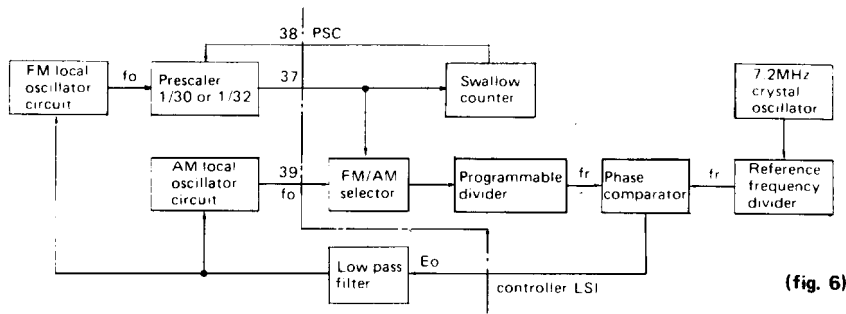 38 PSC
FM local
oscillator
circuit
fo
Prescaler
1/30 or 1/32
37
Swallow
counter
7.2MHz
crystal
oscillator
AM local
oscillator
circuit
39
fo
FM/AM
selector
Programmable
divider
fr
Phase
comparator
fr
Reference
frequency
divider
Low pass
filter
Eo
controller LSI
(fig. 6)